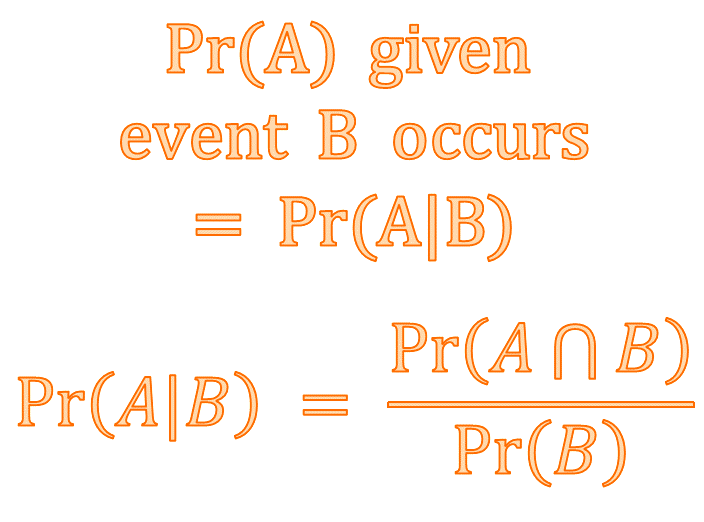 Pr(A) given
event B occurs
= Pr(A|B)
Pr(A|B) = Pr(A ∩ B) / Pr(B)